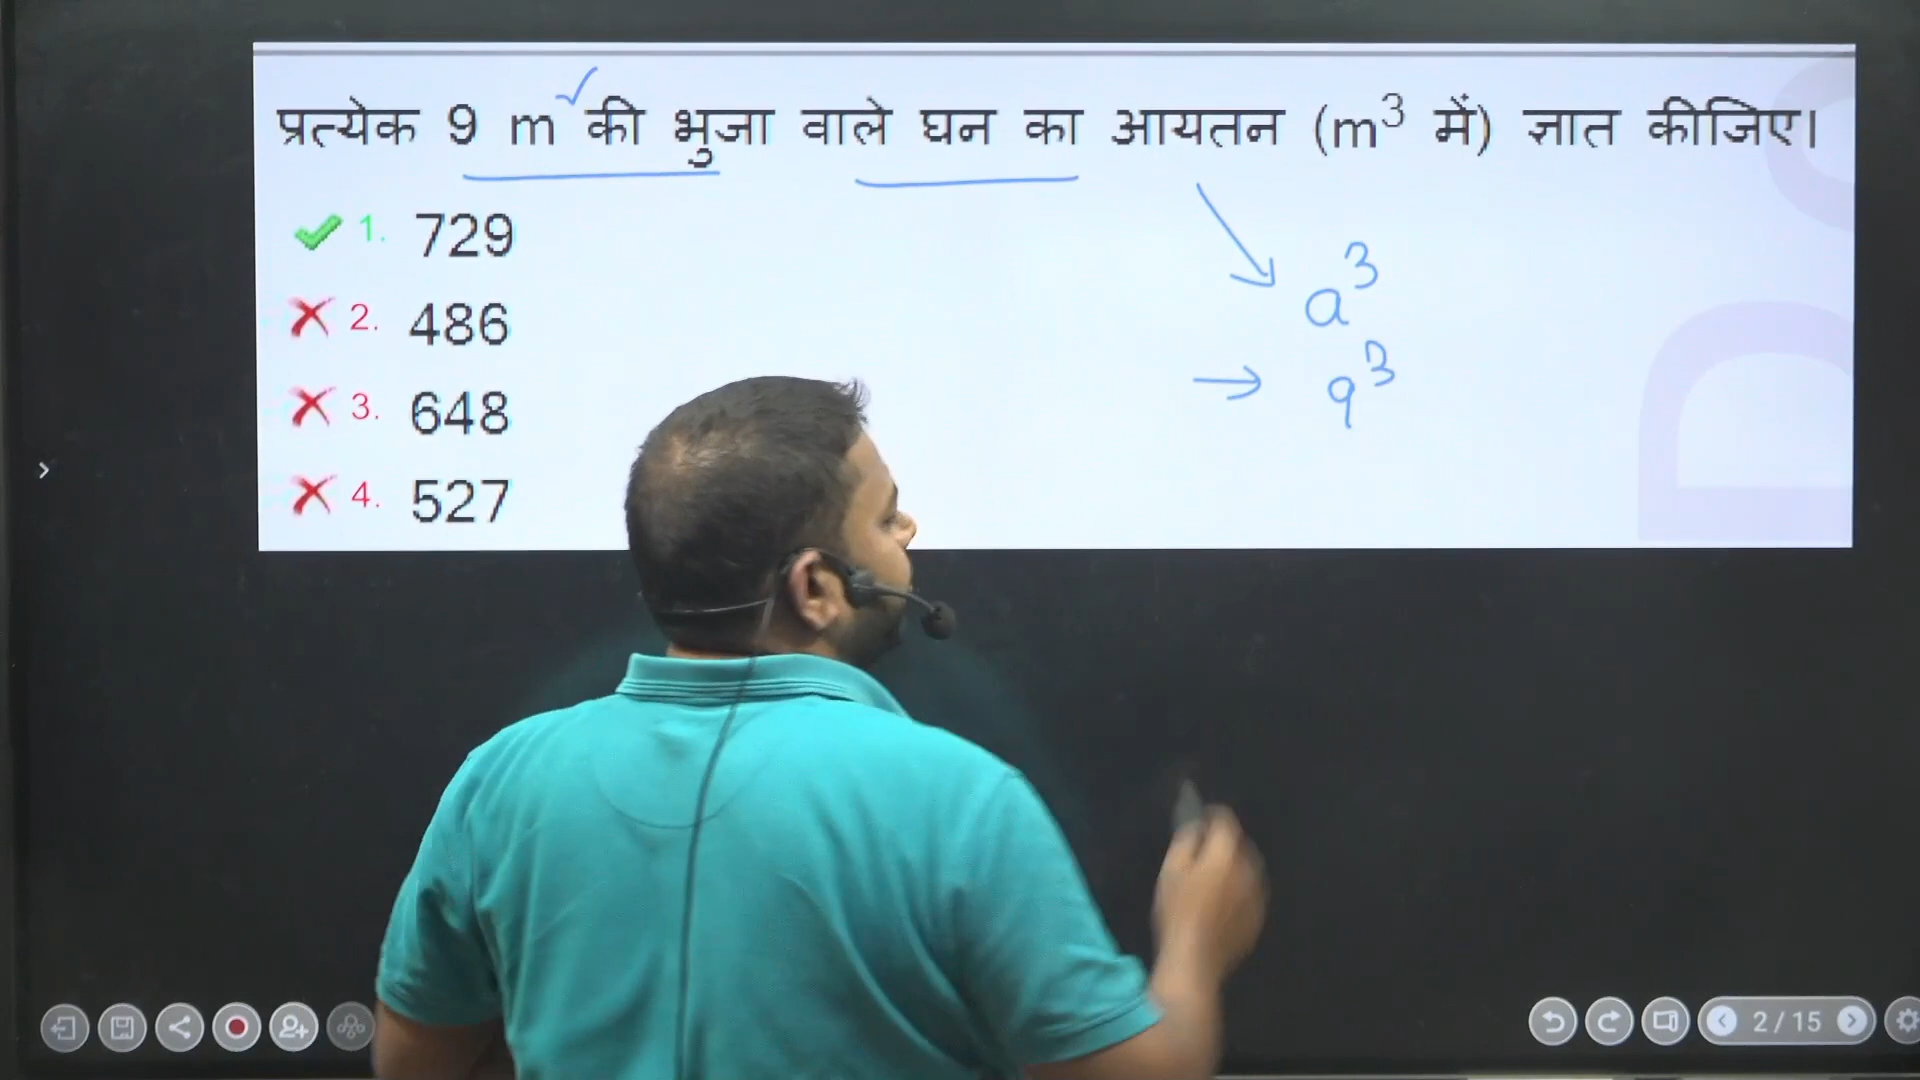 प्रत्येक 9 m की भुजा वाले घन का आयतन (m³ में) ज्ञात कीजिए।
1. 729
2. 486
3. 648
4. 527
a³
9³
2 / 15